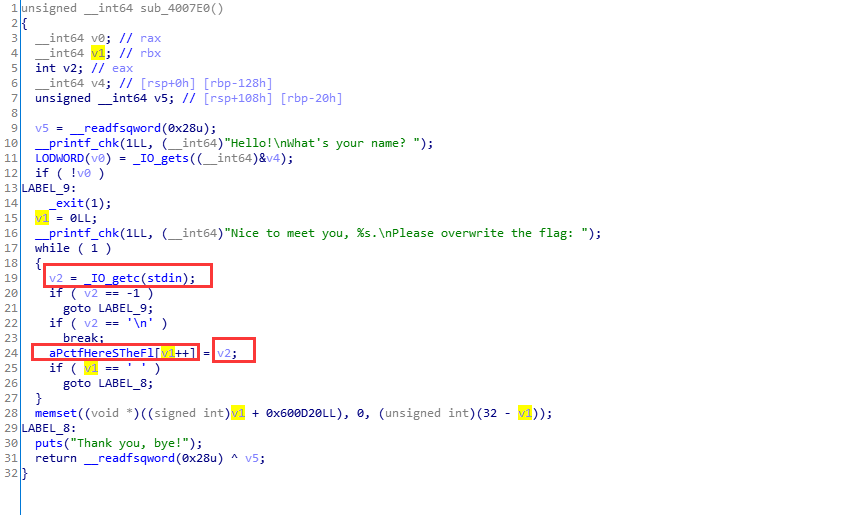 1 unsigned __int64 sub_4007E0()
2 {
3 __int64 v0; // rax
4 __int64 v1; // rbx
5 int v2; // eax
6 __int64 v4; // [rsp+0h] [rbp-128h]
7 unsigned __int64 v5; // [rsp+108h] [rbp-20h]
8
9 v5 = __readfsqword(0x28u);
10 __printf_chk(1LL, (__int64)"Hello!\nWhat's your name? ");
11 LODWORD(v0) = _IO_gets((__int64)&v4);
12 if ( !v0 )
13 LABEL_9:
14 _exit(1);
15 v1 = 0LL;
16 __printf_chk(1LL, (__int64)"Nice to meet you, %s.\nPlease overwrite the flag: ");
17 while ( 1 )
18 {
19 v2 = _IO_getc(stdin);
20 if ( v2 == -1 )
21 goto LABEL_9;
22 if ( v2 == '\n' )
23 break;
24 aPctfHereSTheFl[v1++] = v2;
25 if ( v1 == ' ' )
26 goto LABEL_8;
27 }
28 memset((void *)((signed int)v1 + 0x600D20LL), 0, (unsigned int)(32 - v1));
29 LABEL_8:
30 puts("Thank you, bye!");
31 return __readfsqword(0x28u) ^ v5;
32 }